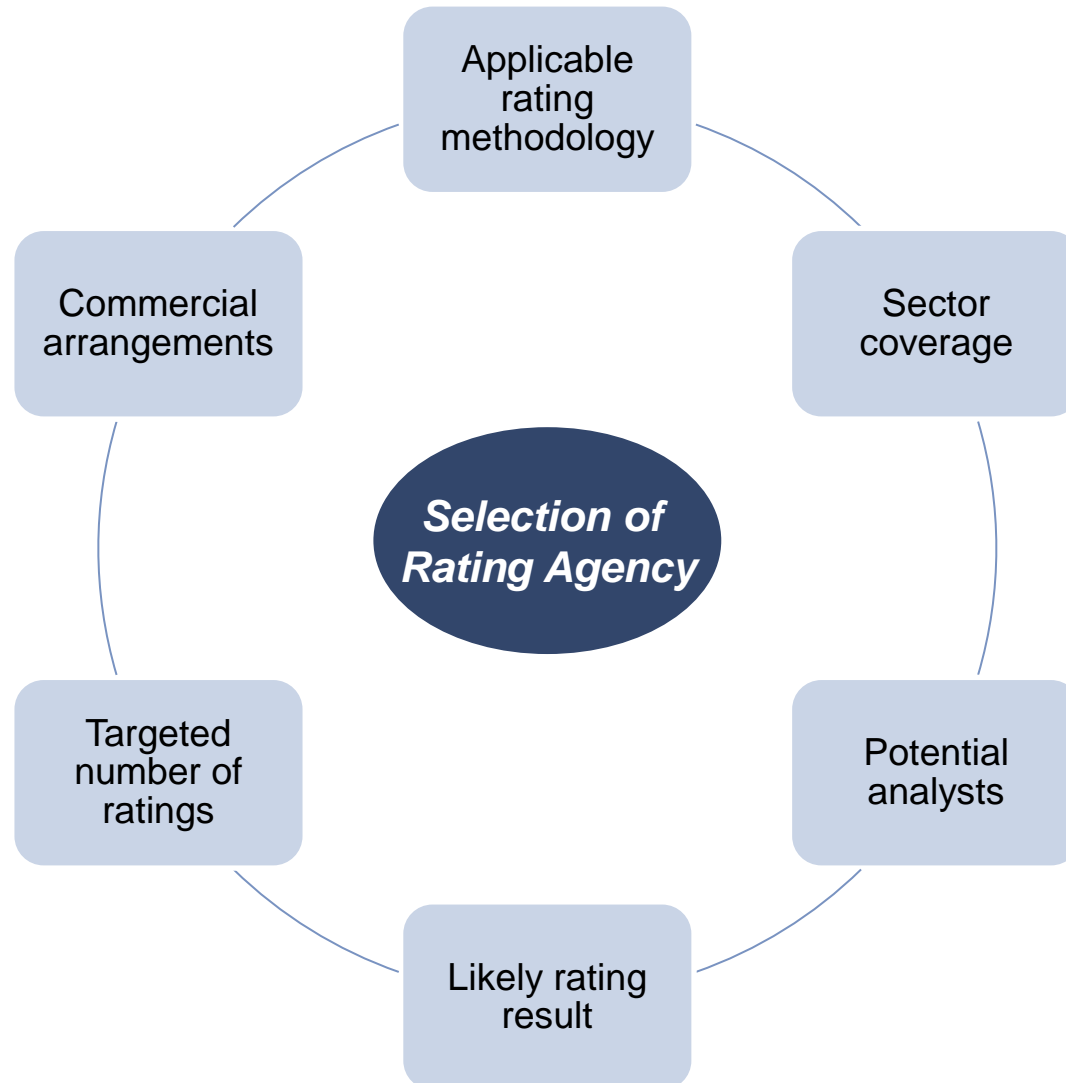 Applicable
rating
methodology
Commercial
arrangements
Sector
coverage
Selection of
Rating Agency
Targeted
number of
ratings
Potential
analysts
Likely rating
result